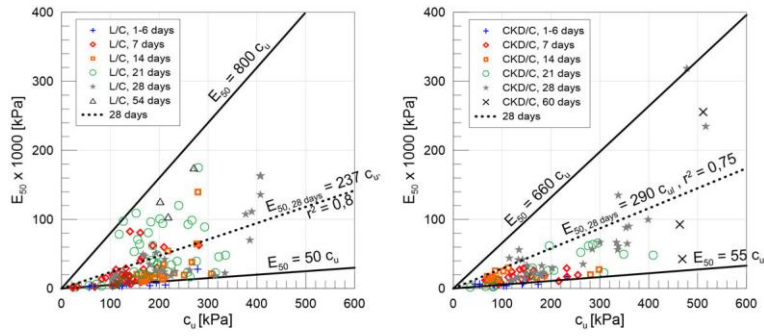 400
300
200
100
0
E₅₀ x 1000 [kPa]
L/C, 1-6 days
L/C, 7 days
L/C, 14 days
L/C, 21 days
L/C, 28 days
L/C, 54 days
28 days
E₅₀ = 800 cᵤ
E₅₀, ₂₈ days = 237 cᵤ,
r² = 0,8
E₅₀ = 50 cᵤ
0 100 200 300 400 500 600
cᵤ [kPa]
400
300
200
100
0
E₅₀ x 1000 [kPa]
CKD/C, 1-6 days
CKD/C, 7 days
CKD/C, 14 days
CKD/C, 21 days
CKD/C, 28 days
CKD/C, 60 days
28 days
E₅₀ = 660 cᵤ
E₅₀, ₂₈ days = 290 cᵤ, r² = 0,75
E₅₀ = 55 cᵤ
0 100 200 300 400 500 600
cᵤ [kPa]